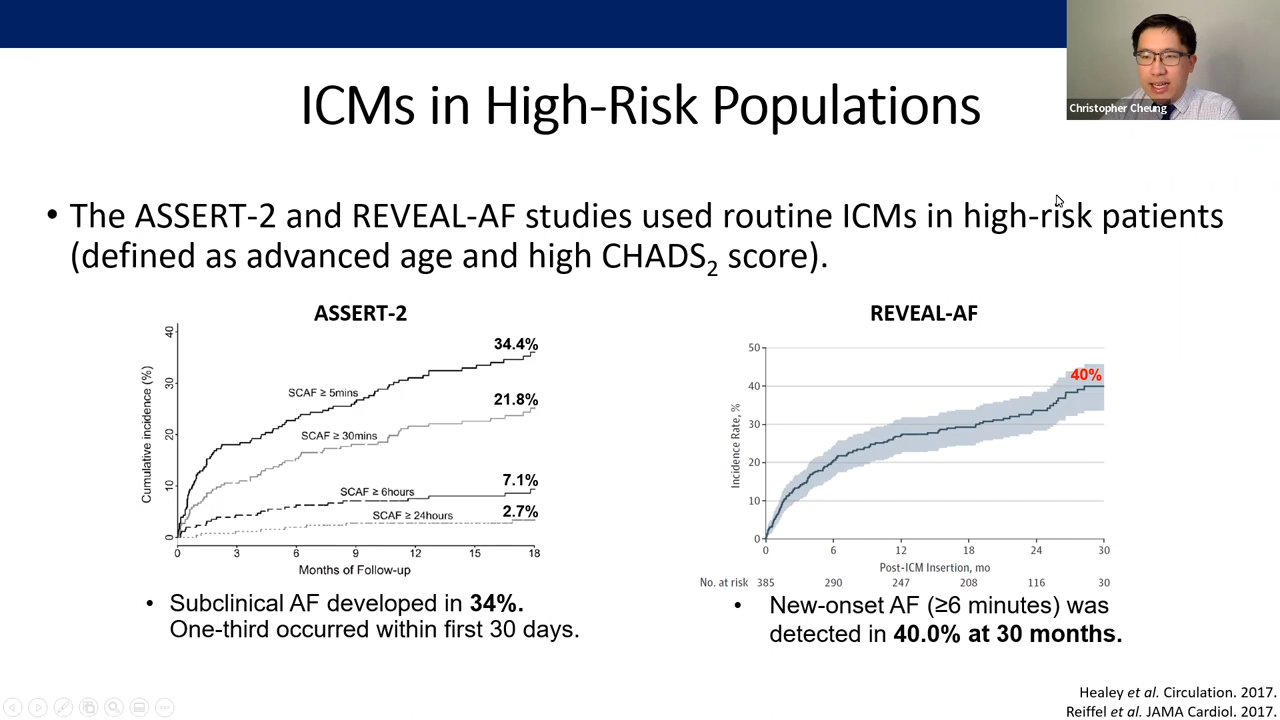 Christopher Cheung
ICMs in High-Risk Populations
• The ASSERT-2 and REVEAL-AF studies used routine ICMs in high-risk patients
(defined as advanced age and high CHADS2 score).
ASSERT-2
Cumulative incidence (%)
40
30
20
10
0
34.4%
SCAF ≥ 5mins
21.8%
SCAF ≥ 30mins
7.1%
SCAF ≥ 6hours
2.7%
SCAF ≥ 24hours
0 3 6 9 12 15 18
Months of Follow-up
• Subclinical AF developed in 34%.
One-third occurred within first 30 days.
REVEAL-AF
Incidence Rate, %
50
40
30
20
10
0
40%
0 6 12 18 24 30
Post-ICM Insertion, mo
No. at risk 385 290 247 208 116 30
• New-onset AF (≥6 minutes) was
detected in 40.0% at 30 months.
Healey et al. Circulation. 2017.
Reiffel et al. JAMA Cardiol. 2017.